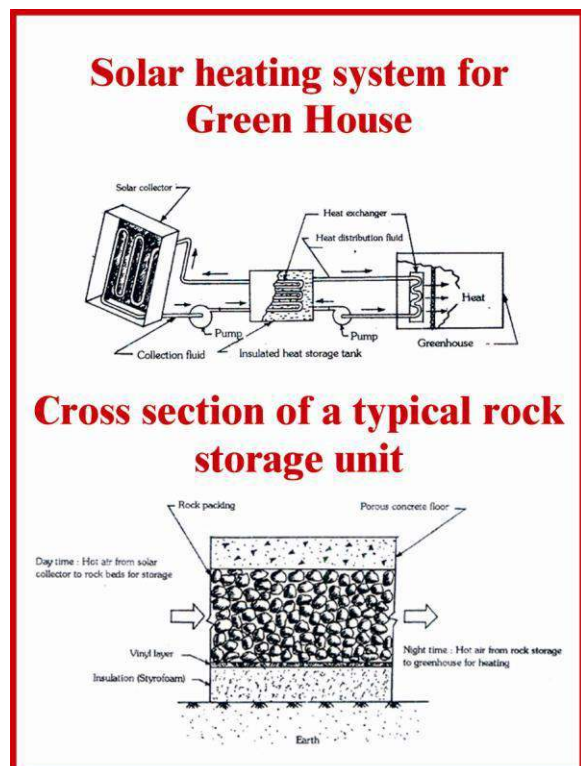 Solar heating system for
Green House
Solar collector
Heat exchanger
Heat distribution fluid
Heat
Pump
Pump
Greenhouse
Collection fluid
Insulated heat storage tank
Cross section of a typical rock
storage unit
Rock packing
Porous concrete floor
Day time : Hot air from solar
collector to rock beds for storage
Vinyl layer
Night time : Hot air from rock storage
to greenhouse for heating
Insulation (Styrofoam)
Earth